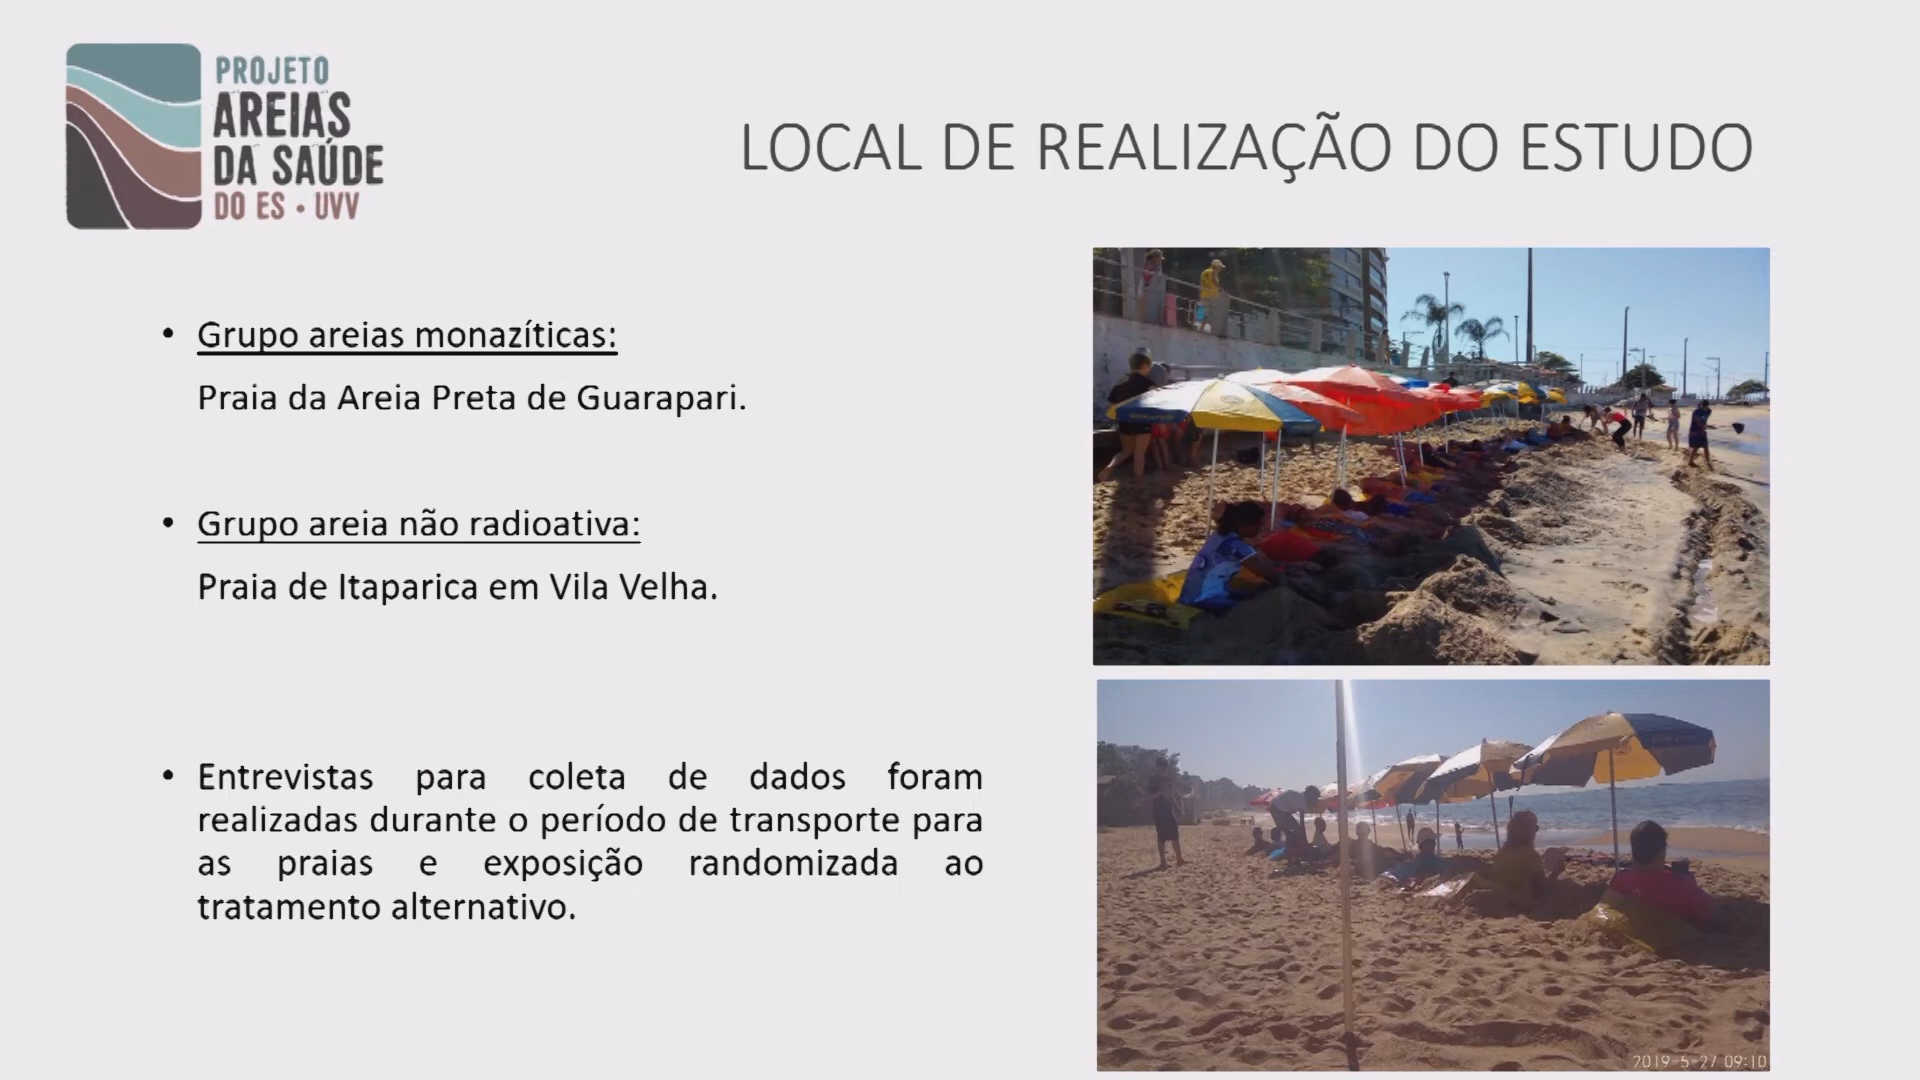 PROJETO
AREIAS
DA SAÚDE
DO ES • UVV
LOCAL DE REALIZAÇÃO DO ESTUDO
• Grupo areias monazíticas:
Praia da Areia Preta de Guarapari.
• Grupo areia não radioativa:
Praia de Itaparica em Vila Velha.
• Entrevistas para coleta de dados foram
realizadas durante o período de transporte para
as praias e exposição randomizada ao
tratamento alternativo.
2019-5-27 09:10